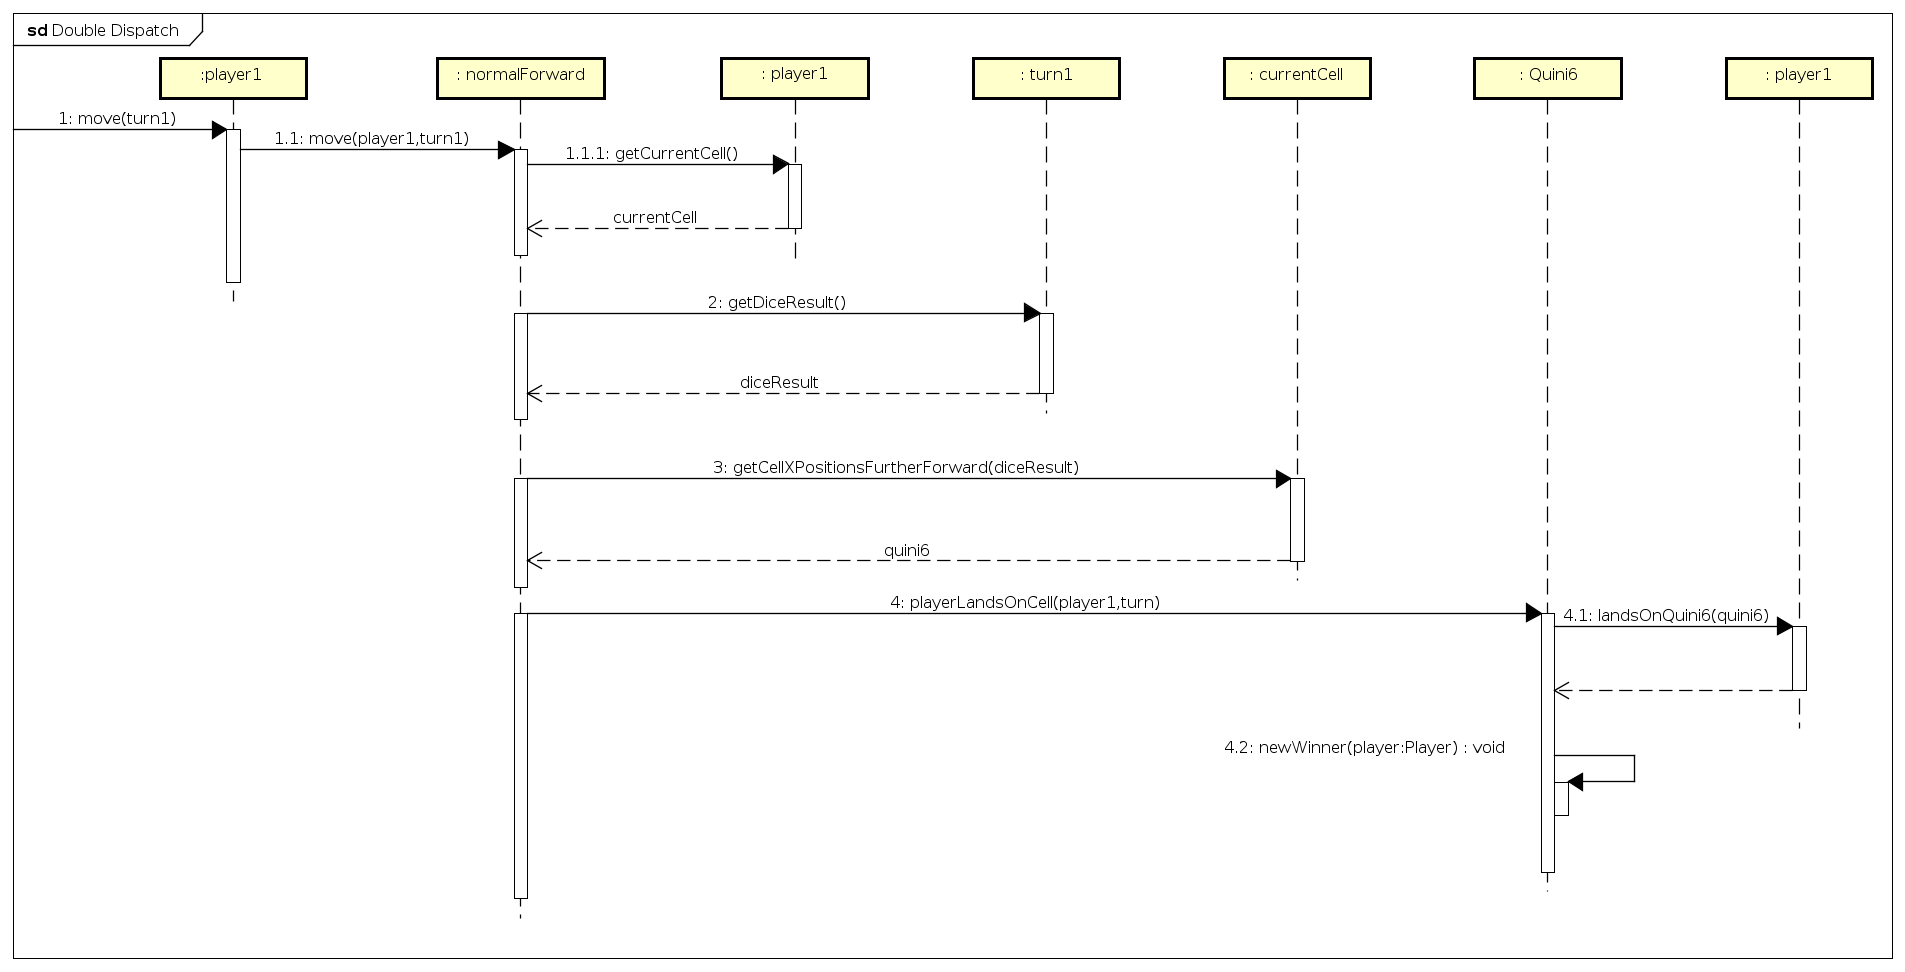 sd Double Dispatch
:player1
: normalForward
: player1
: turn1
: currentCell
: Quini6
: player1
1: move(turn1)
1.1: move(player1,turn1)
1.1.1: getCurrentCell()
currentCell
2: getDiceResult()
diceResult
3: getCellXPositionsFurtherForward(diceResult)
quini6
4: playerLandsOnCell(player1,turn)
4.1: landsOnQuini6(quini6)
4.2: newWinner(player:Player) : void